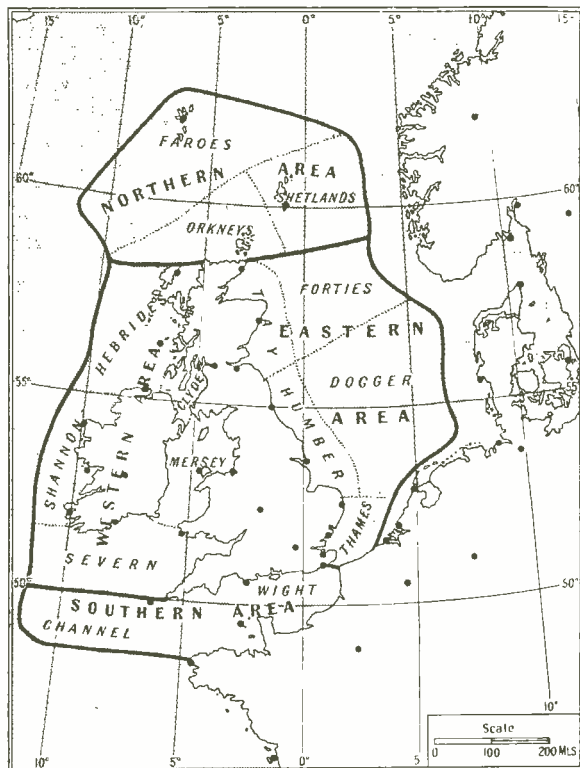 15° 10° 5° 0° 5° 10° 15°
FAROES
NORTHERN AREA
SHETLANDS
ORKNEYS
60° 60°
FORTIES
HEBRIDES
TAY
EASTERN
AREA
DOGGER
CLYDE
55° 55°
HUMBER
SHANNON
WESTERN
AREA
MERSEY
THAMES
SEVERN
WIGHT
50° 50°
SOUTHERN AREA
CHANNEL
10°
Scale
0 100 200 MLS
10° 5° 0° 5°